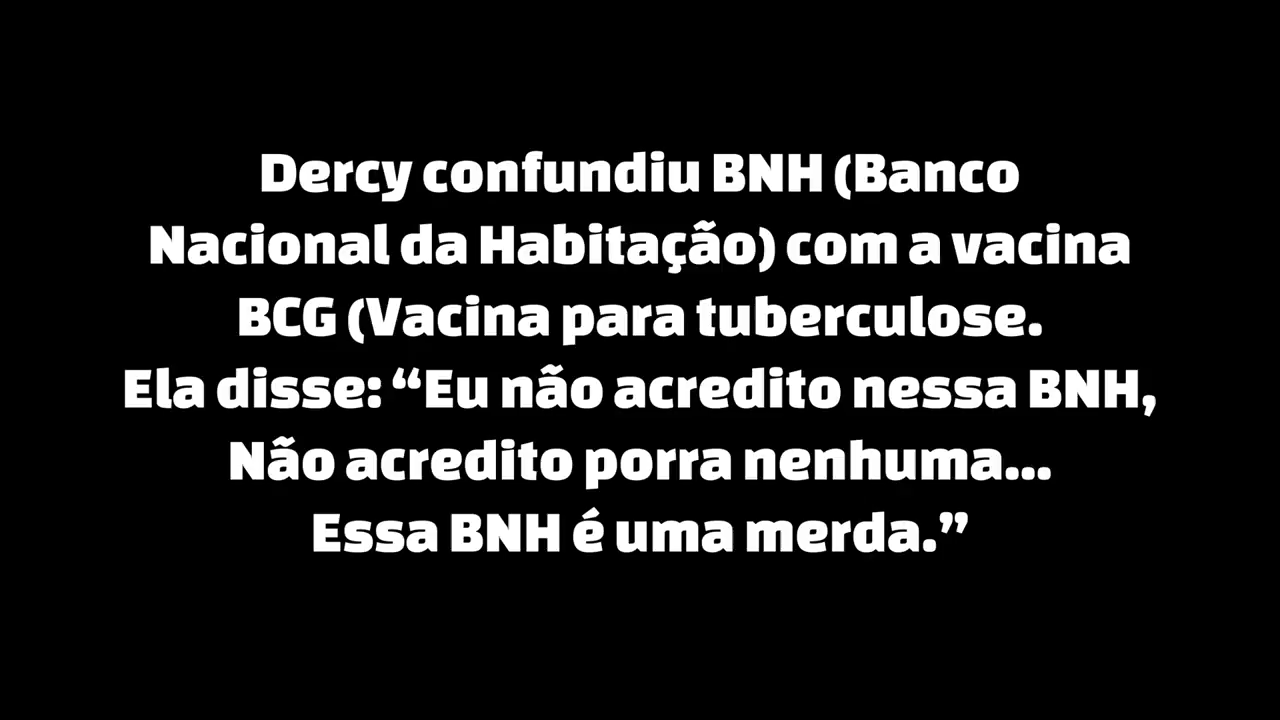 Dercy confundiu BNH (Banco
Nacional da Habitação) com a vacina
BCG (Vacina para tuberculose.
Ela disse: “Eu não acredito nessa BNH,
Não acredito porra nenhuma...
Essa BNH é uma merda.”